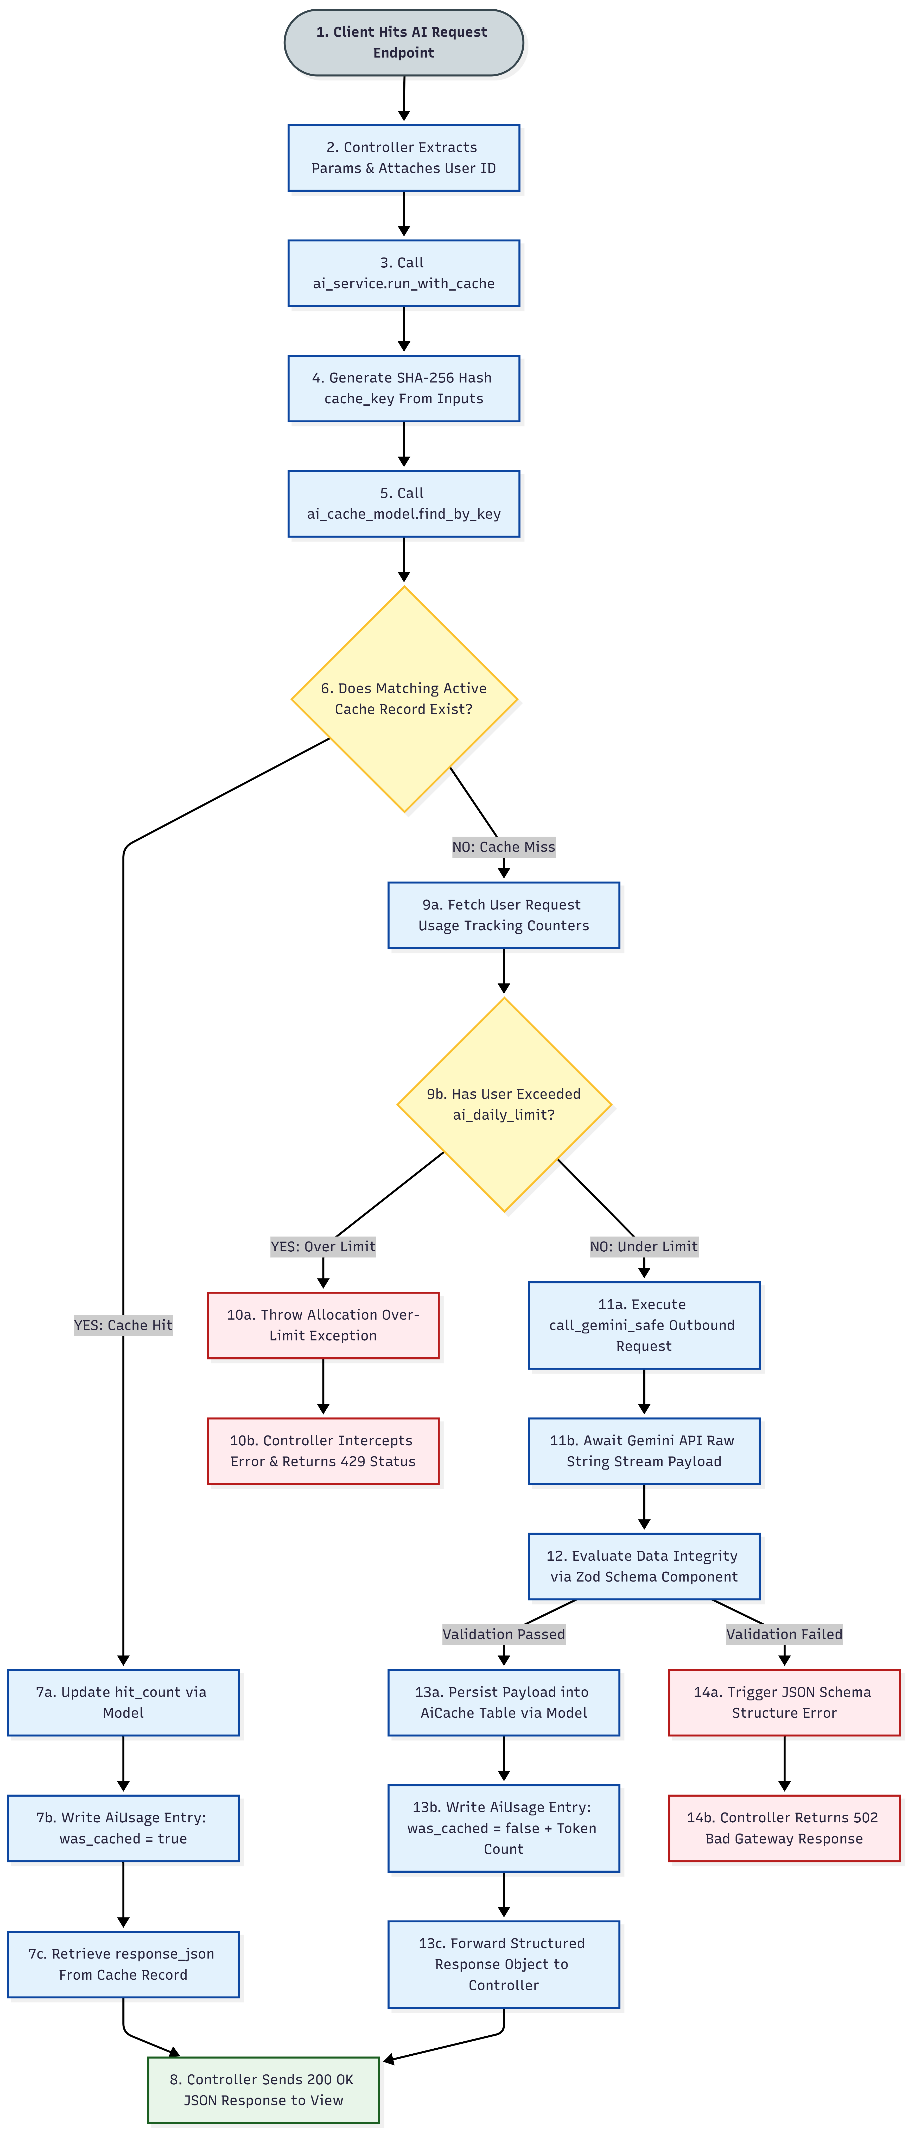 1. Client Hits AI Request
Endpoint
2. Controller Extracts
Params & Attaches User ID
3. Call
ai_service.run_with_cache
4. Generate SHA-256 Hash
cache_key From Inputs
5. Call
ai_cache_model.find_by_key
6. Does Matching Active
Cache Record Exist?
NO: Cache Miss
9a. Fetch User Request
Usage Tracking Counters
9b. Has User Exceeded
ai_daily_limit?
YES: Over Limit
NO: Under Limit
10a. Throw Allocation Over-
Limit Exception
11a. Execute
call_gemini_safe Outbound
Request
YES: Cache Hit
10b. Controller Intercepts
Error & Returns 429 Status
11b. Await Gemini API Raw
String Stream Payload
12. Evaluate Data Integrity
via Zod Schema Component
Validation Passed
Validation Failed
7a. Update hit_count via
Model
13a. Persist Payload into
AiCache Table via Model
14a. Trigger JSON Schema
Structure Error
7b. Write AiUsage Entry:
was_cached = true
13b. Write AiUsage Entry:
was_cached = false + Token
Count
14b. Controller Returns 502
Bad Gateway Response
7c. Retrieve response_json
From Cache Record
13c. Forward Structured
Response Object to
Controller
8. Controller Sends 200 OK
JSON Response to View